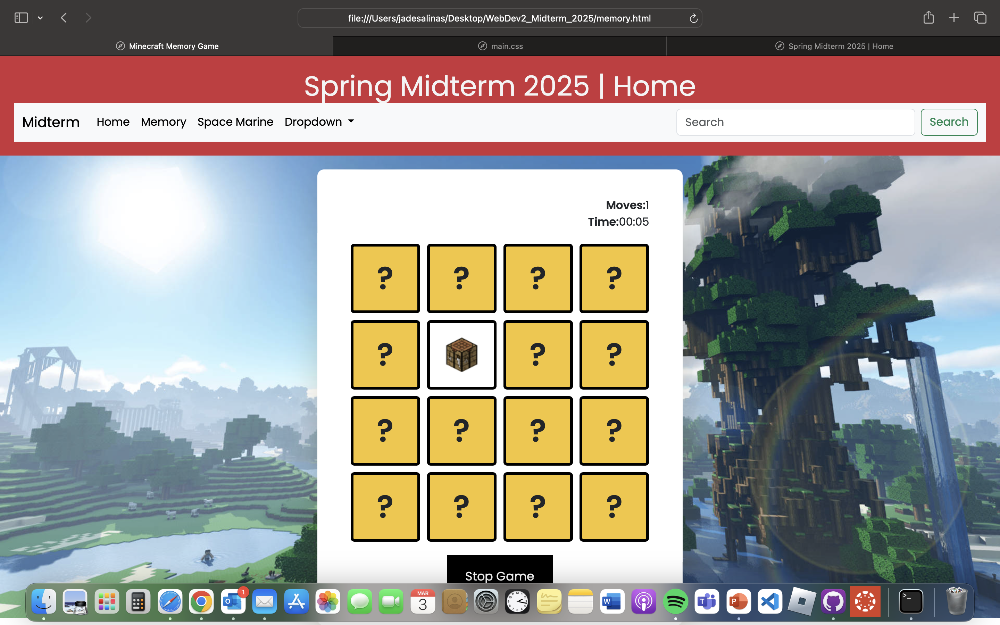 file:///Users/jadesalinas/Desktop/WebDev2_Midterm_2025/memory.html
Minecraft Memory Game
main.css
Spring Midterm 2025 | Home
Spring Midterm 2025 | Home
Midterm Home Memory Space Marine Dropdown Search Search
Moves:1
Time:00:05
? ? ? ?
? ? ?
? ? ? ?
? ? ? ?
Stop Game
1
MAR
3